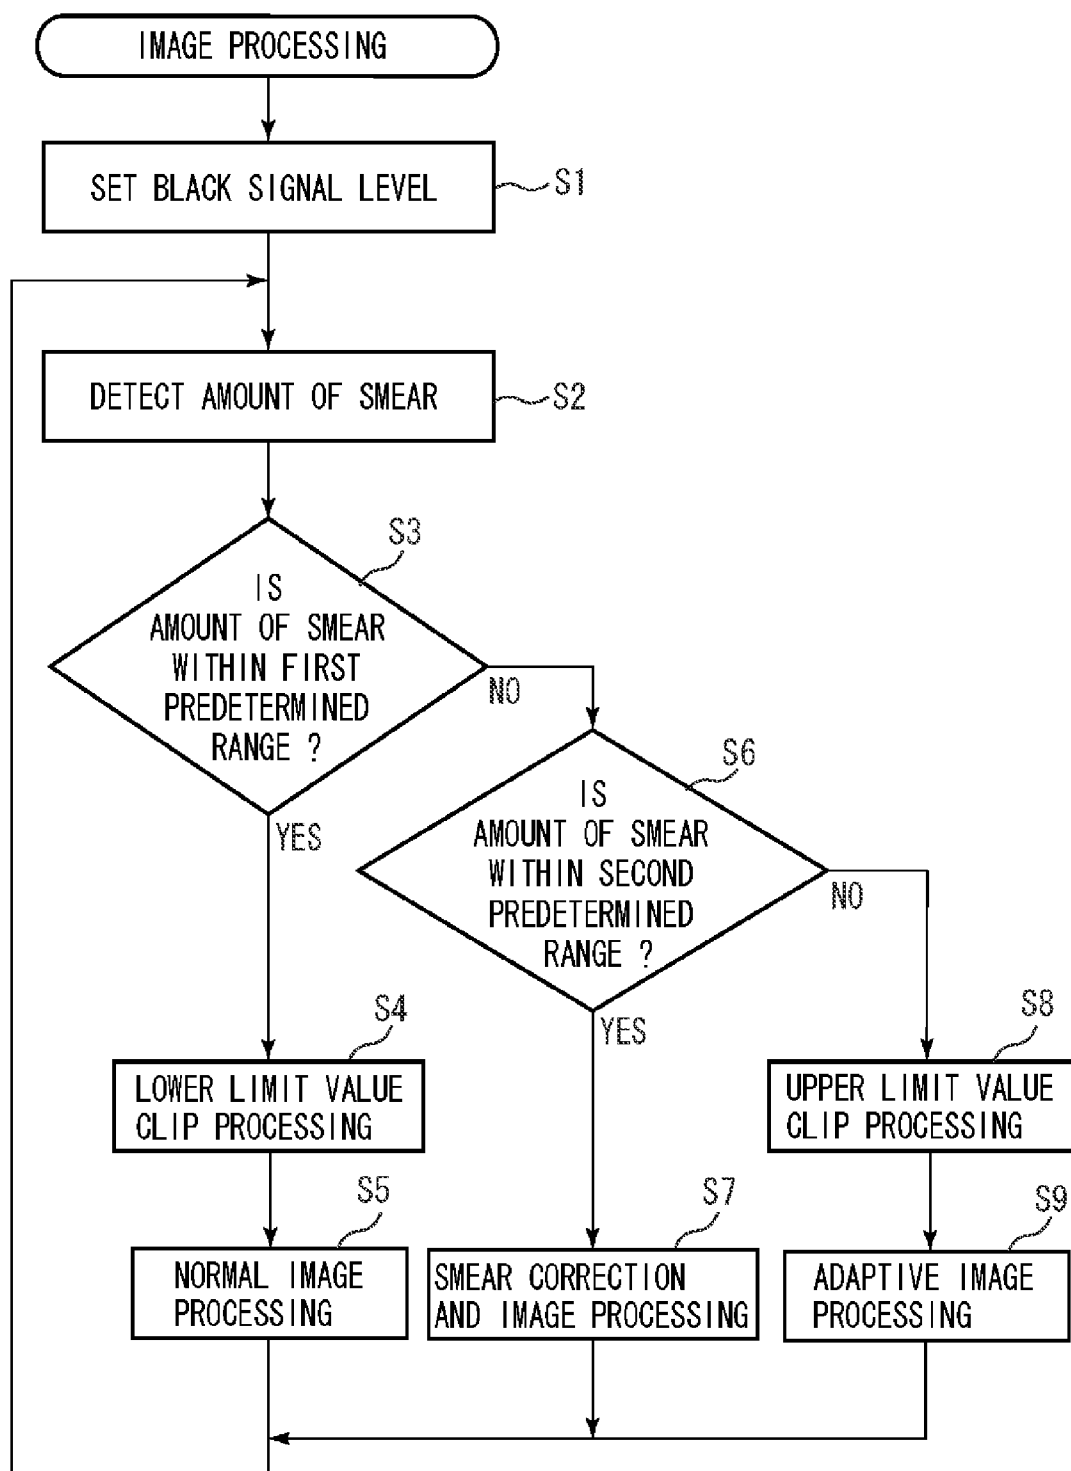 IMAGE PROCESSING
SET BLACK SIGNAL LEVEL
S1
DETECT AMOUNT OF SMEAR
S2
S3
IS
AMOUNT OF SMEAR
WITHIN FIRST
PREDETERMINED
RANGE ?
NO
YES
S6
IS
AMOUNT OF SMEAR
WITHIN SECOND
PREDETERMINED
RANGE ?
NO
YES
S4
LOWER LIMIT VALUE
CLIP PROCESSING
S8
UPPER LIMIT VALUE
CLIP PROCESSING
S5
NORMAL IMAGE
PROCESSING
S7
SMEAR CORRECTION
AND IMAGE PROCESSING
S9
ADAPTIVE IMAGE
PROCESSING